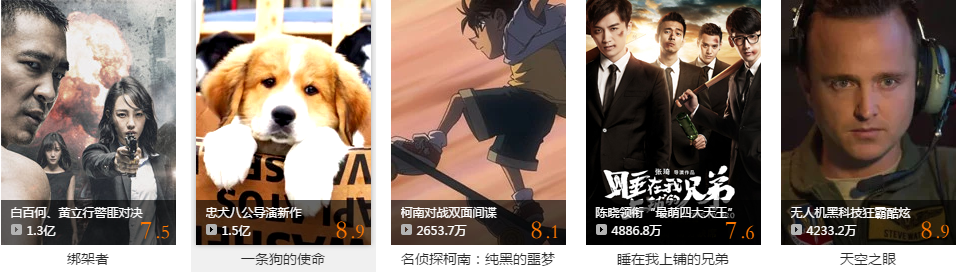 白百何、黄立行警匪对决
1.3亿
7.5
绑架者
忠犬八公导演新作
1.5亿
8.9
一条狗的使命
柯南对战双面间谍
2653.7万
8.1
名侦探柯南：纯黑的噩梦
张琦 导演作品
睡在我
兄弟
陈晓领衔 “最萌四大天王”
4886.8万
7.6
睡在上铺的兄弟
无人机黑科技狂霸酷炫
4233.2万
8.9
天空之眼